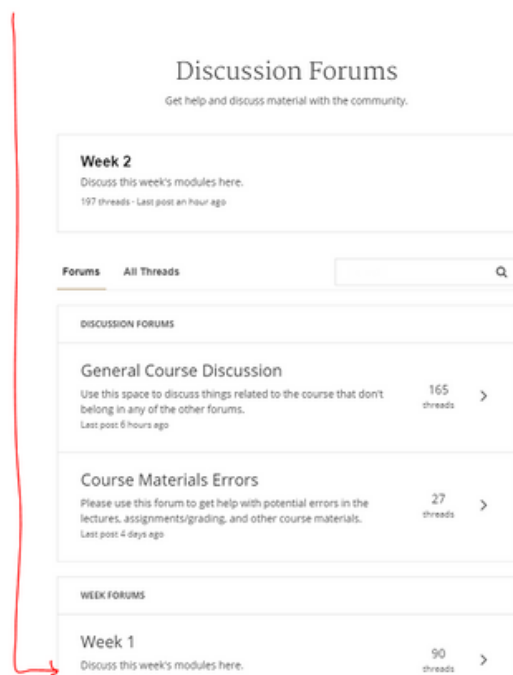 Discussion Forums
Get help and discuss material with the community.
Week 2
Discuss this week's modules here.
197 threads · Last post an hour ago
Forums All Threads
DISCUSSION FORUMS
General Course Discussion
Use this space to discuss things related to the course that don't
belong in any of the other forums.
Last post 6 hours ago
165
threads
Course Materials Errors
Please use this forum to get help with potential errors in the
lectures, assignments/grading, and other course materials.
Last post 4 days ago
27
threads
WEEK FORUMS
Week 1
Discuss this week's modules here.
90
threads